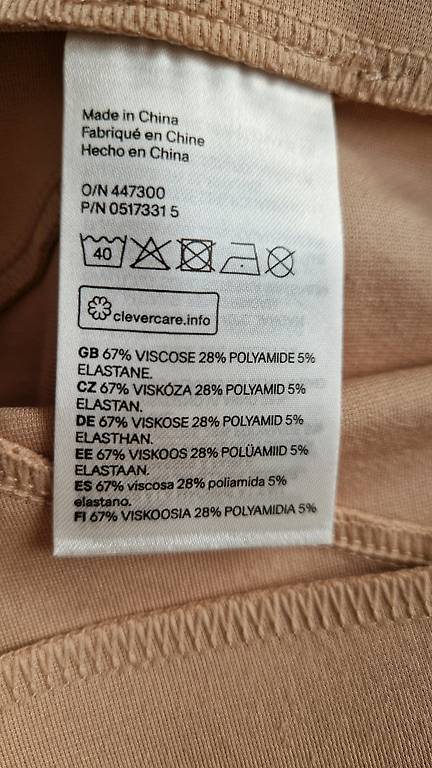 Made in China
Fabriqué en Chine
Hecho en China
O/N 447300
P/N 0517331 5
40
clevercare.info
GB 67% VISCOSE 28% POLYAMIDE 5%
ELASTANE.
CZ 67% VISKÓZA 28% POLYAMID 5%
ELASTAN.
DE 67% VISKOSE 28% POLYAMID 5%
ELASTHAN.
EE 67% VISKOOS 28% POLÜAMIID 5%
ELASTAAN.
ES 67% viscosa 28% poliamida 5%
elastano.
FI 67% VISKOOSIA 28% POLYAMIDIA 5%